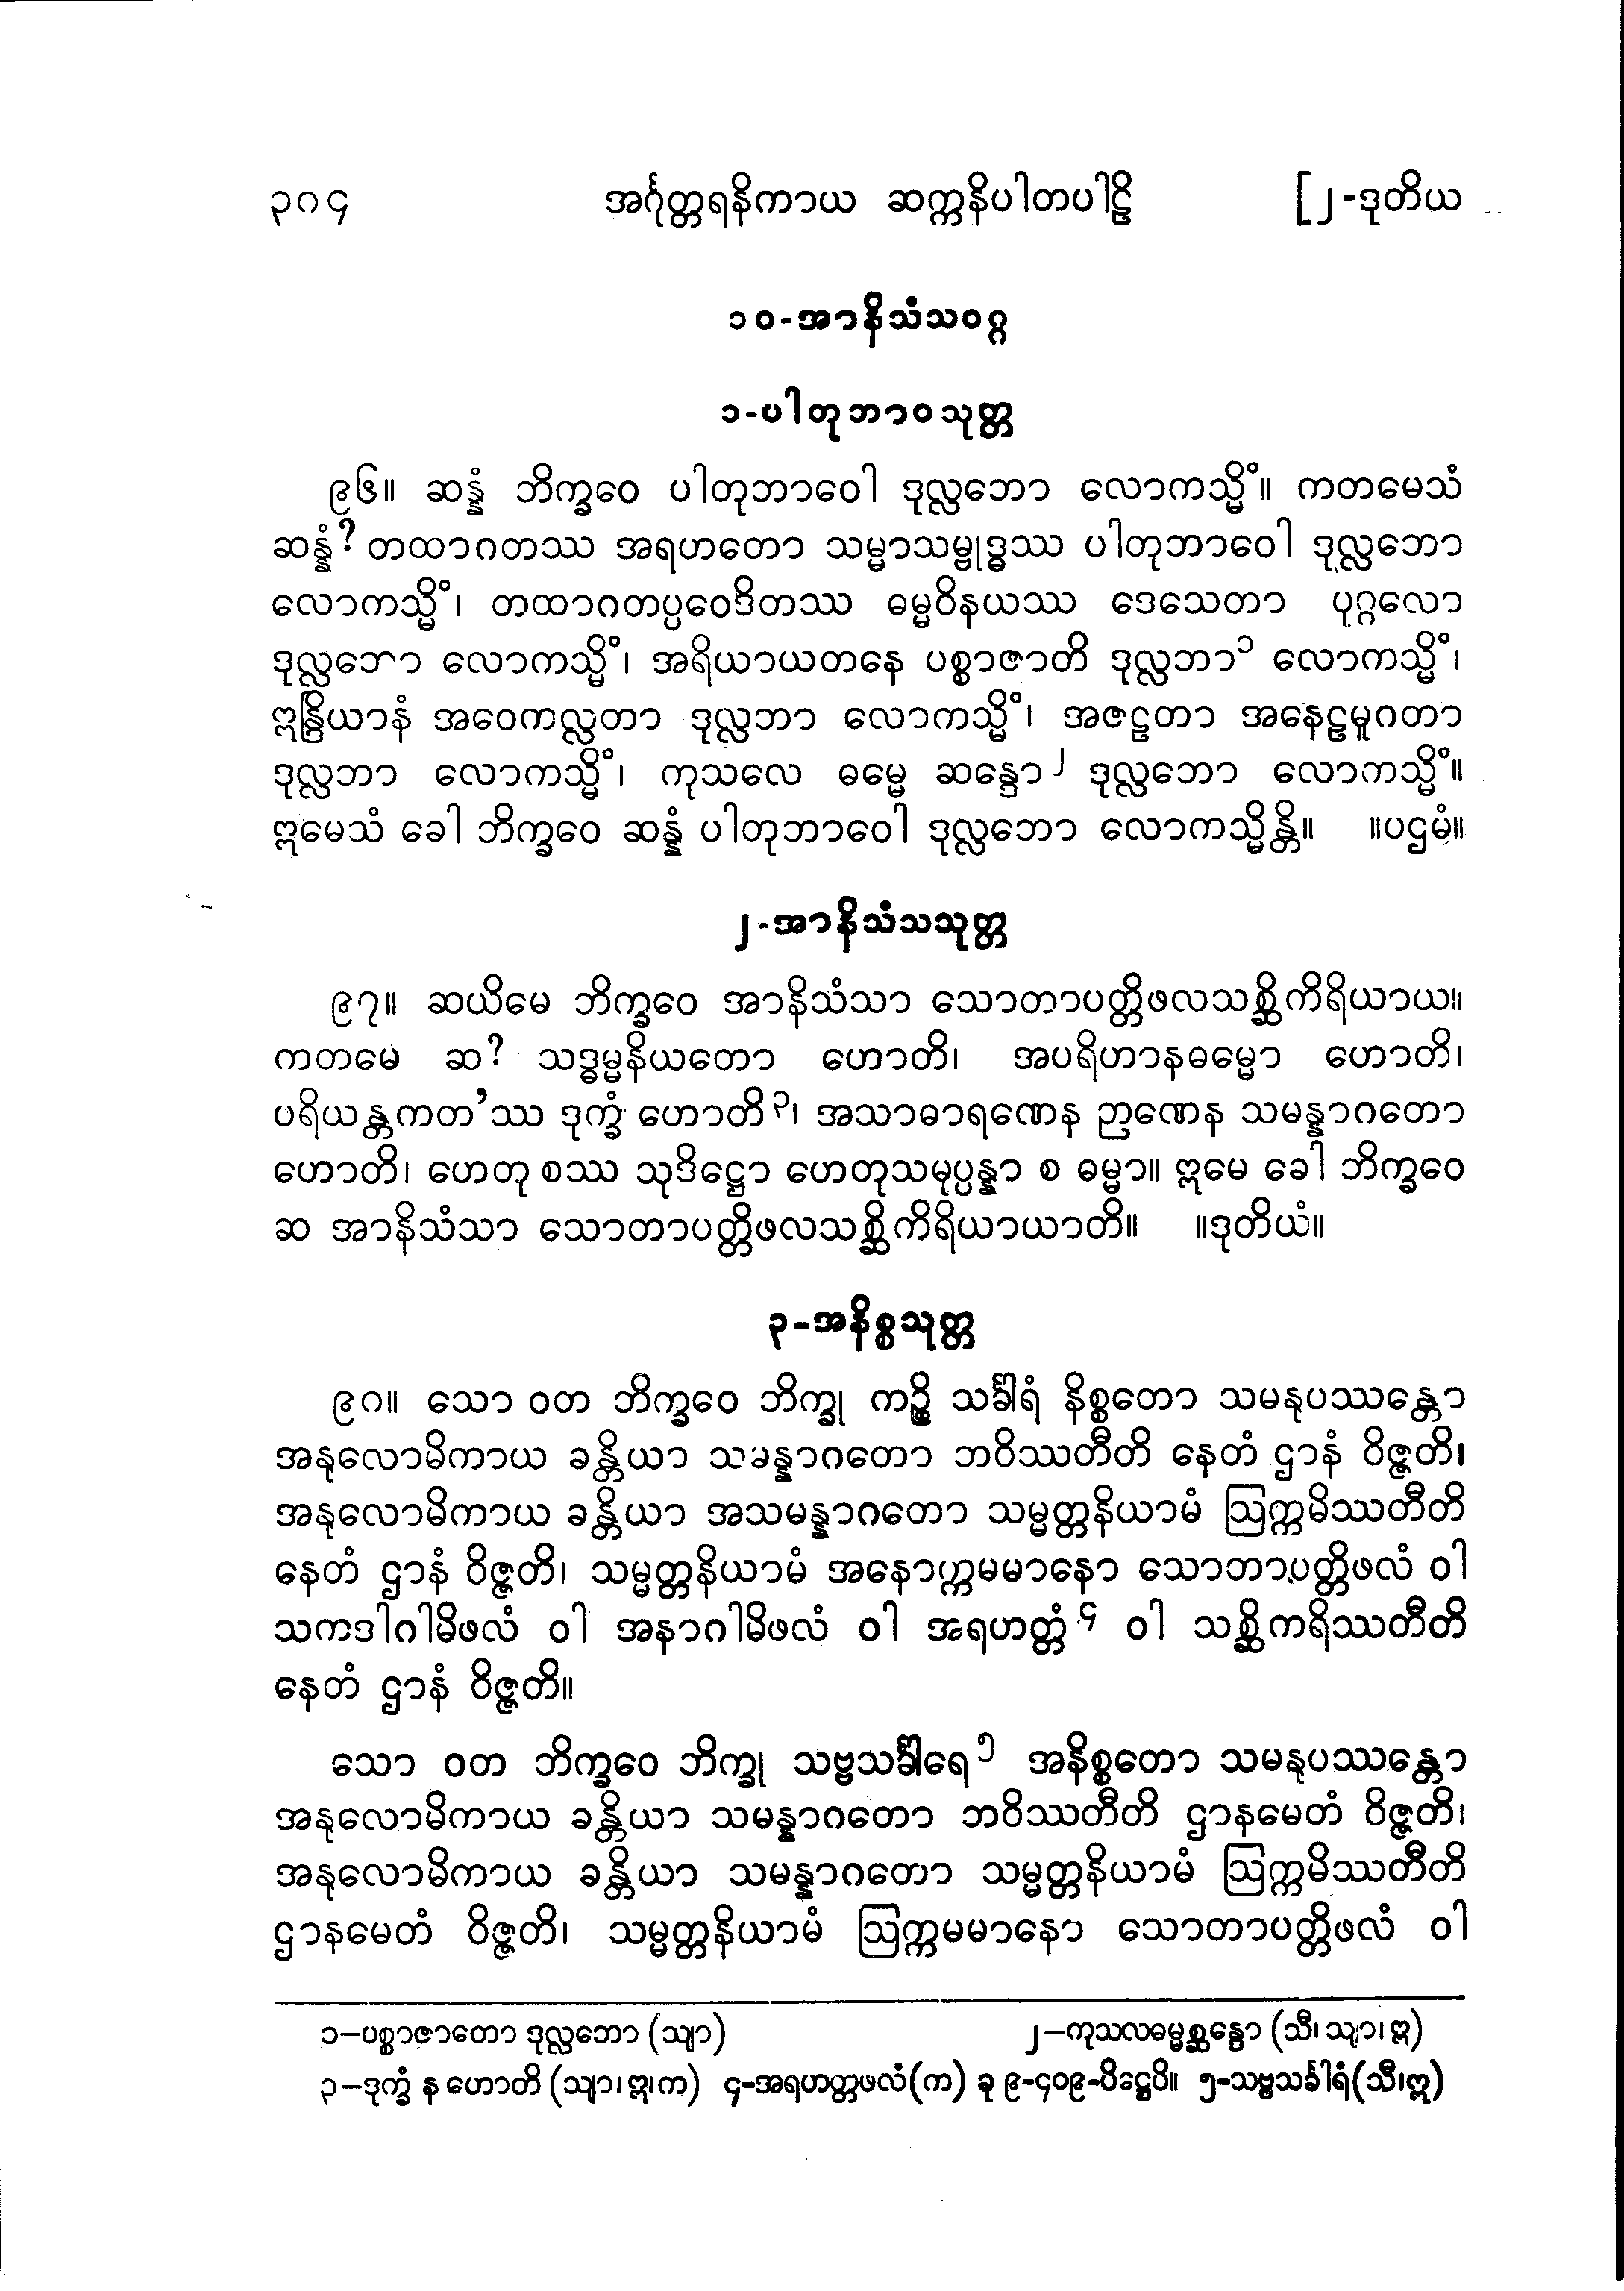 ၃၈၄ အင်္ဂုတ္တရနိကာယ ဆက္ကနိပါတပါဠိ [၂-ဒုတိယ
၁၀-အာနိသံသဝဂ္ဂ
၁-ပါတုဘာဝသုတ္တ
၉၆။ ဆန္နံ ဘိက္ခဝေ ပါတုဘာဝေါ ဒုလ္လဘော လောကသ္မိံ။ ကတမေသံ
ဆန္နံ? တထာဂတဿ အရဟတော သမ္မာသမ္ဗုဒ္ဓဿ ပါတုဘာဝေါ ဒုလ္လဘော
လောကသ္မိံ၊ တထာဂတပ္ပဝေဒိတဿ ဓမ္မဝိနယဿ ဒေသေတာ ပုဂ္ဂလော
ဒုလ္လဘော လောကသ္မိံ၊ အရိယာယတနေ ပစ္စာဇာတိ ဒုလ္လဘာ၁ လောကသ္မိံ၊
ဣန္ဒြိယာနံ အဝေကလ္လတာ ဒုလ္လဘာ လောကသ္မိံ၊ အဇဠတာ အနေဠမူဂတာ
ဒုလ္လဘာ လောကသ္မိံ၊ ကုသလေ ဓမ္မေ ဆန္ဒော၂ ဒုလ္လဘော လောကသ္မိံ။
ဣမေသံ ခေါ ဘိက္ခဝေ ဆန္နံ ပါတုဘာဝေါ ဒုလ္လဘော လောကသ္မိန္တိ။ ။ပဌမံ။
၂-အာနိသံသသုတ္တ
၉၇။ ဆယိမေ ဘိက္ခဝေ အာနိသံသာ သောတာပတ္တိဖလသစ္ဆိကိရိယာယ။
ကတမေ ဆ? သဒ္ဓမ္မနိယတော ဟောတိ၊ အပရိဟာနဓမ္မော ဟောတိ၊
ပရိယန္တကတ’ဿ ဒုက္ခံ ဟောတိ၃၊ အသာဓာရဏေန ဉာဏေန သမန္နာဂတော
ဟောတိ၊ ဟေတု စဿ သုဒိဋ္ဌော ဟေတုသမုပ္ပန္နာ စ ဓမ္မာ။ ဣမေ ခေါ ဘိက္ခဝေ
ဆ အာနိသံသာ သောတာပတ္တိဖလသစ္ဆိကိရိယာယာတိ။ ။ဒုတိယံ။
၃-အနိစ္စသုတ္တ
၉၈။ သော ဝတ ဘိက္ခဝေ ဘိက္ခု ကဉ္စိ သင်္ခါရံ နိစ္စတော သမနုပဿန္တော
အနုလောမိကာယ ခန္တိယာ သမန္နာဂတော ဘဝိဿတီတိ နေတံ ဌာနံ ဝိဇ္ဇတိ၊
အနုလောမိကာယ ခန္တိယာ အသမန္နာဂတော သမ္မတ္တနိယာမံ ဩက္ကမိဿတီတိ
နေတံ ဌာနံ ဝိဇ္ဇတိ၊ သမ္မတ္တနိယာမံ အနောက္ကမမာနော သောတာပတ္တိဖလံ ဝါ
သကဒါဂါမိဖလံ ဝါ အနာဂါမိဖလံ ဝါ အရဟတ္တံ၄ ဝါ သစ္ဆိကရိဿတီတိ
နေတံ ဌာနံ ဝိဇ္ဇတိ။
သော ဝတ ဘိက္ခဝေ ဘိက္ခု သဗ္ဗသင်္ခါရေ၅ အနိစ္စတော သမနုပဿန္တော
အနုလောမိကာယ ခန္တိယာ သမန္နာဂတော ဘဝိဿတီတိ ဌာနမေတံ ဝိဇ္ဇတိ၊
အနုလောမိကာယ ခန္တိယာ သမန္နာဂတော သမ္မတ္တနိယာမံ ဩက္ကမိဿတီတိ
ဌာနမေတံ ဝိဇ္ဇတိ၊ သမ္မတ္တနိယာမံ ဩက္ကမမာနော သောတာပတ္တိဖလံ ဝါ
၁–ပစ္စာဇာတော ဒုလ္လဘော (သျာ) ၂–ကုသလဓမ္မစ္ဆန္ဒော (သီ၊ သျာ၊ ဣ)
၃–ဒုက္ခံ န ဟောတိ (သျာ၊ ဣ၊ က) ၄-အရဟတ္တဖလံ(က) ခု ၉-၄၀၉-ပိဋ္ဌေပိ။ ၅-သဗ္ဗသင်္ခါရံ(သီ၊ဣ)